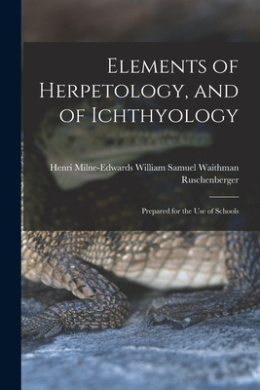 Elements of
Herpetology, and
of Ichthyology
Henri Milne-Edwards William Samuel Waithman
Ruschenberger
Prepared for the Use of Schools